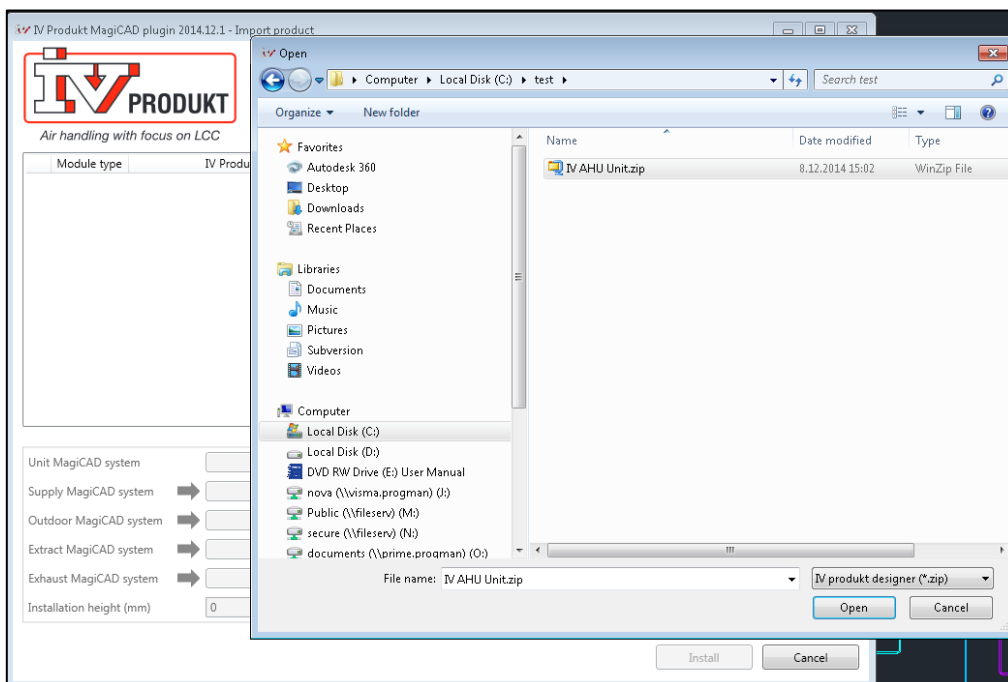 IV Produkt MagiCAD plugin 2014.12.1 - Import product
IV PRODUKT
Air handling with focus on LCC
Module type IV Produ
Unit MagiCAD system
Supply MagiCAD system
Outdoor MagiCAD system
Extract MagiCAD system
Exhaust MagiCAD system
Installation height (mm) 0
Install Cancel
Open
Computer Local Disk (C:) test Search test
Organize New folder
Favorites
Autodesk 360
Desktop
Downloads
Recent Places
Libraries
Documents
Music
Pictures
Subversion
Videos
Computer
Local Disk (C:)
Local Disk (D:)
DVD RW Drive (E:) User Manual
nova (\\visma.progman) (J:)
Public (\\fileserv) (M:)
secure (\\fileserv) (N:)
documents (\\prime.progman) (O:)
Name Date modified Type
IV AHU Unit.zip 8.12.2014 15:02 WinZip File
File name: IV AHU Unit.zip IV produkt designer (*.zip)
Open Cancel